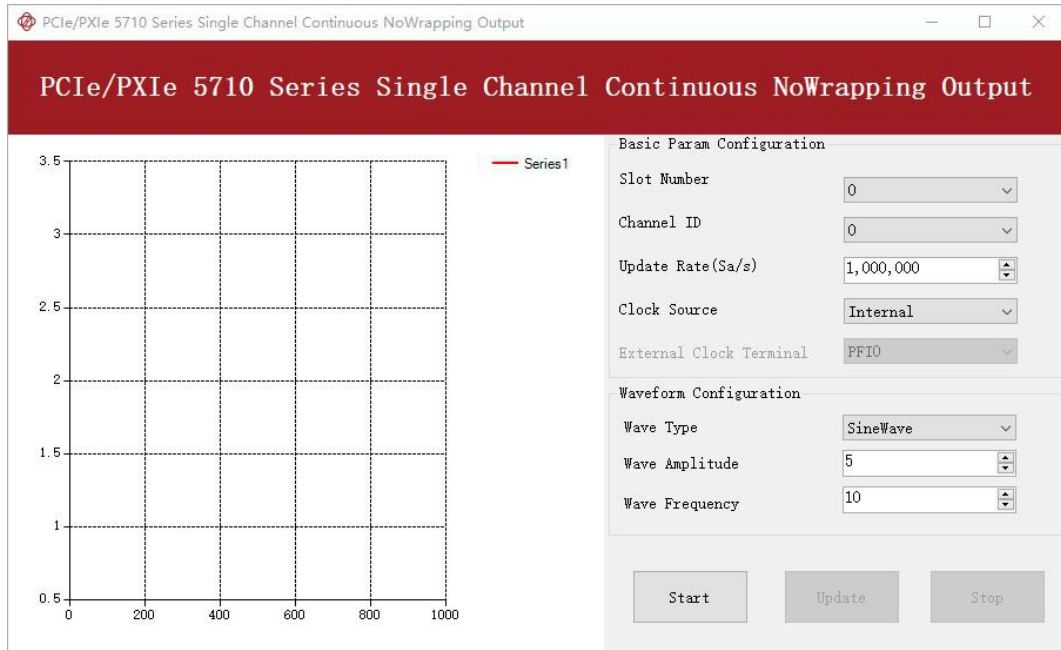 PCIe/PXIe 5710 Series Single Channel Continuous NoWrapping Output
PCIe/PXIe 5710 Series Single Channel Continuous NoWrapping Output
3.5
3
2.5
2
1.5
1
0.5
0
200
400
600
800
1000
Series1
Basic Param Configuration
Slot Number
0
Channel ID
0
Update Rate(Sa/s)
1,000,000
Clock Source
Internal
External Clock Terminal
PFI0
Waveform Configuration
Wave Type
SineWave
Wave Amplitude
5
Wave Frequency
10
Start
Update
Stop